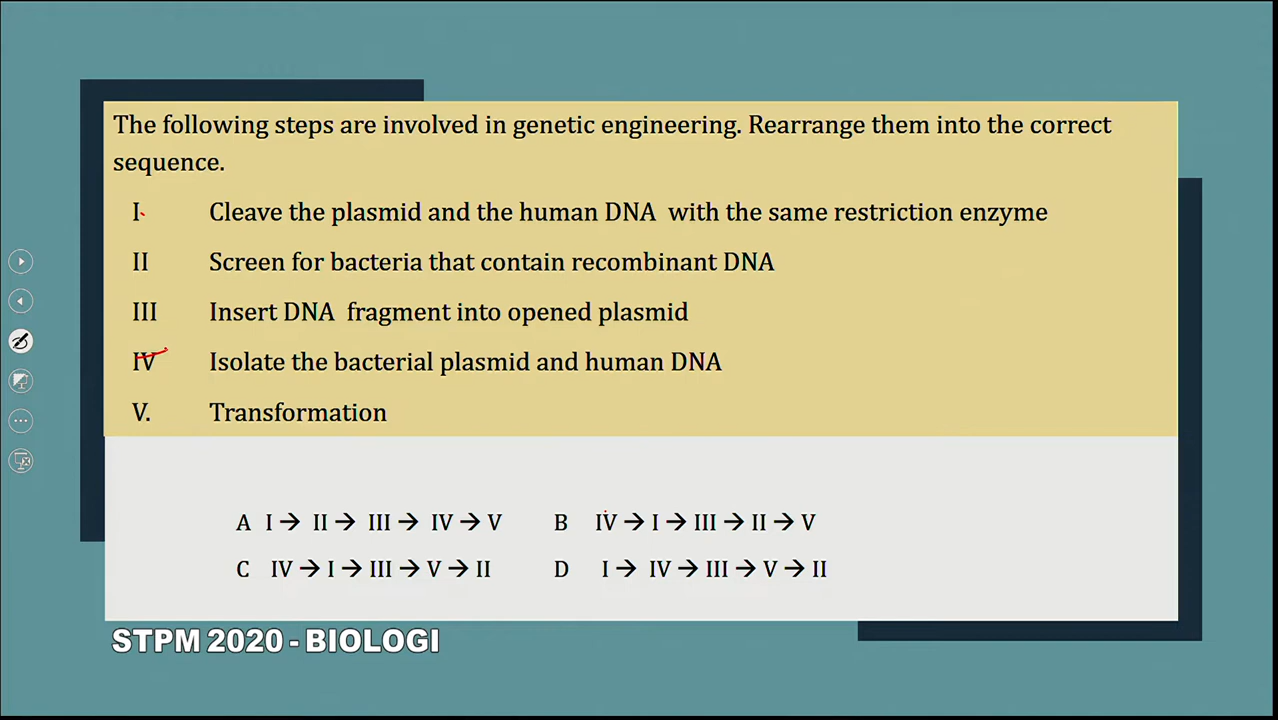 The following steps are involved in genetic engineering. Rearrange them into the correct
sequence.
I. Cleave the plasmid and the human DNA with the same restriction enzyme
II Screen for bacteria that contain recombinant DNA
III Insert DNA fragment into opened plasmid
IV Isolate the bacterial plasmid and human DNA
V. Transformation
A I → II → III → IV → V B IV → I → III → II → V
C IV → I → III → V → II D I → IV → III → V → II
STPM 2020 - BIOLOGI